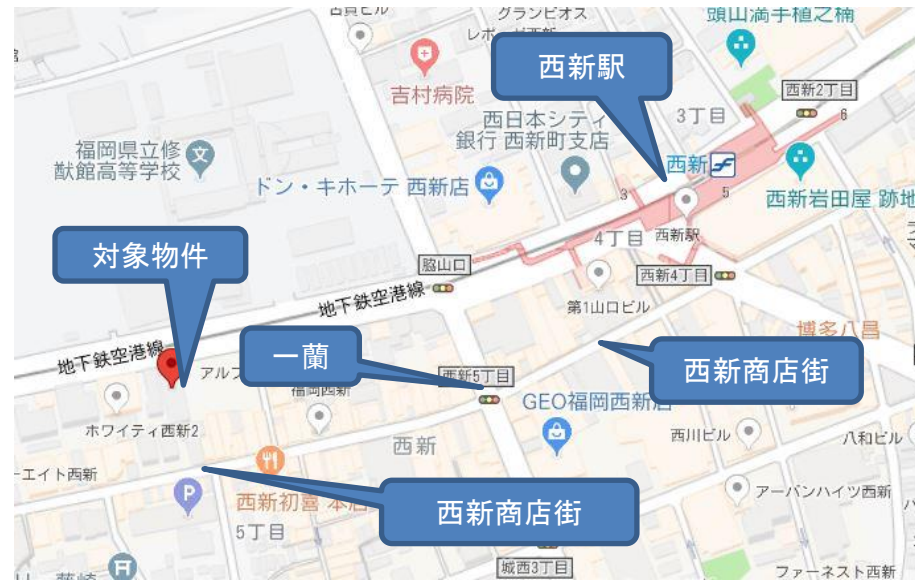 古賀ビル
グランピオス
レボ
頭山満手植之楠
西新駅
吉村病院
西新2丁目
6
西日本シティ
銀行 西新町支店
3丁目
福岡県立修
猷館高等学校
ドン・キホーテ 西新店
西新
3
5
西新岩田屋 跡地
対象物件
4丁目
西新駅
脇山口
西新4丁目
地下鉄空港線
第1山口ビル
博多八昌
地下鉄空港線
一蘭
アル
西新5丁目
西新商店街
福岡西新
GEO福岡西新店
ホワイティ西新2
西新
西川ビル
八和ビル
エイト西新
P
西新初喜 本店
西新商店街
アーバンハイツ西新
5丁目
城西3丁目
ファーネスト西新